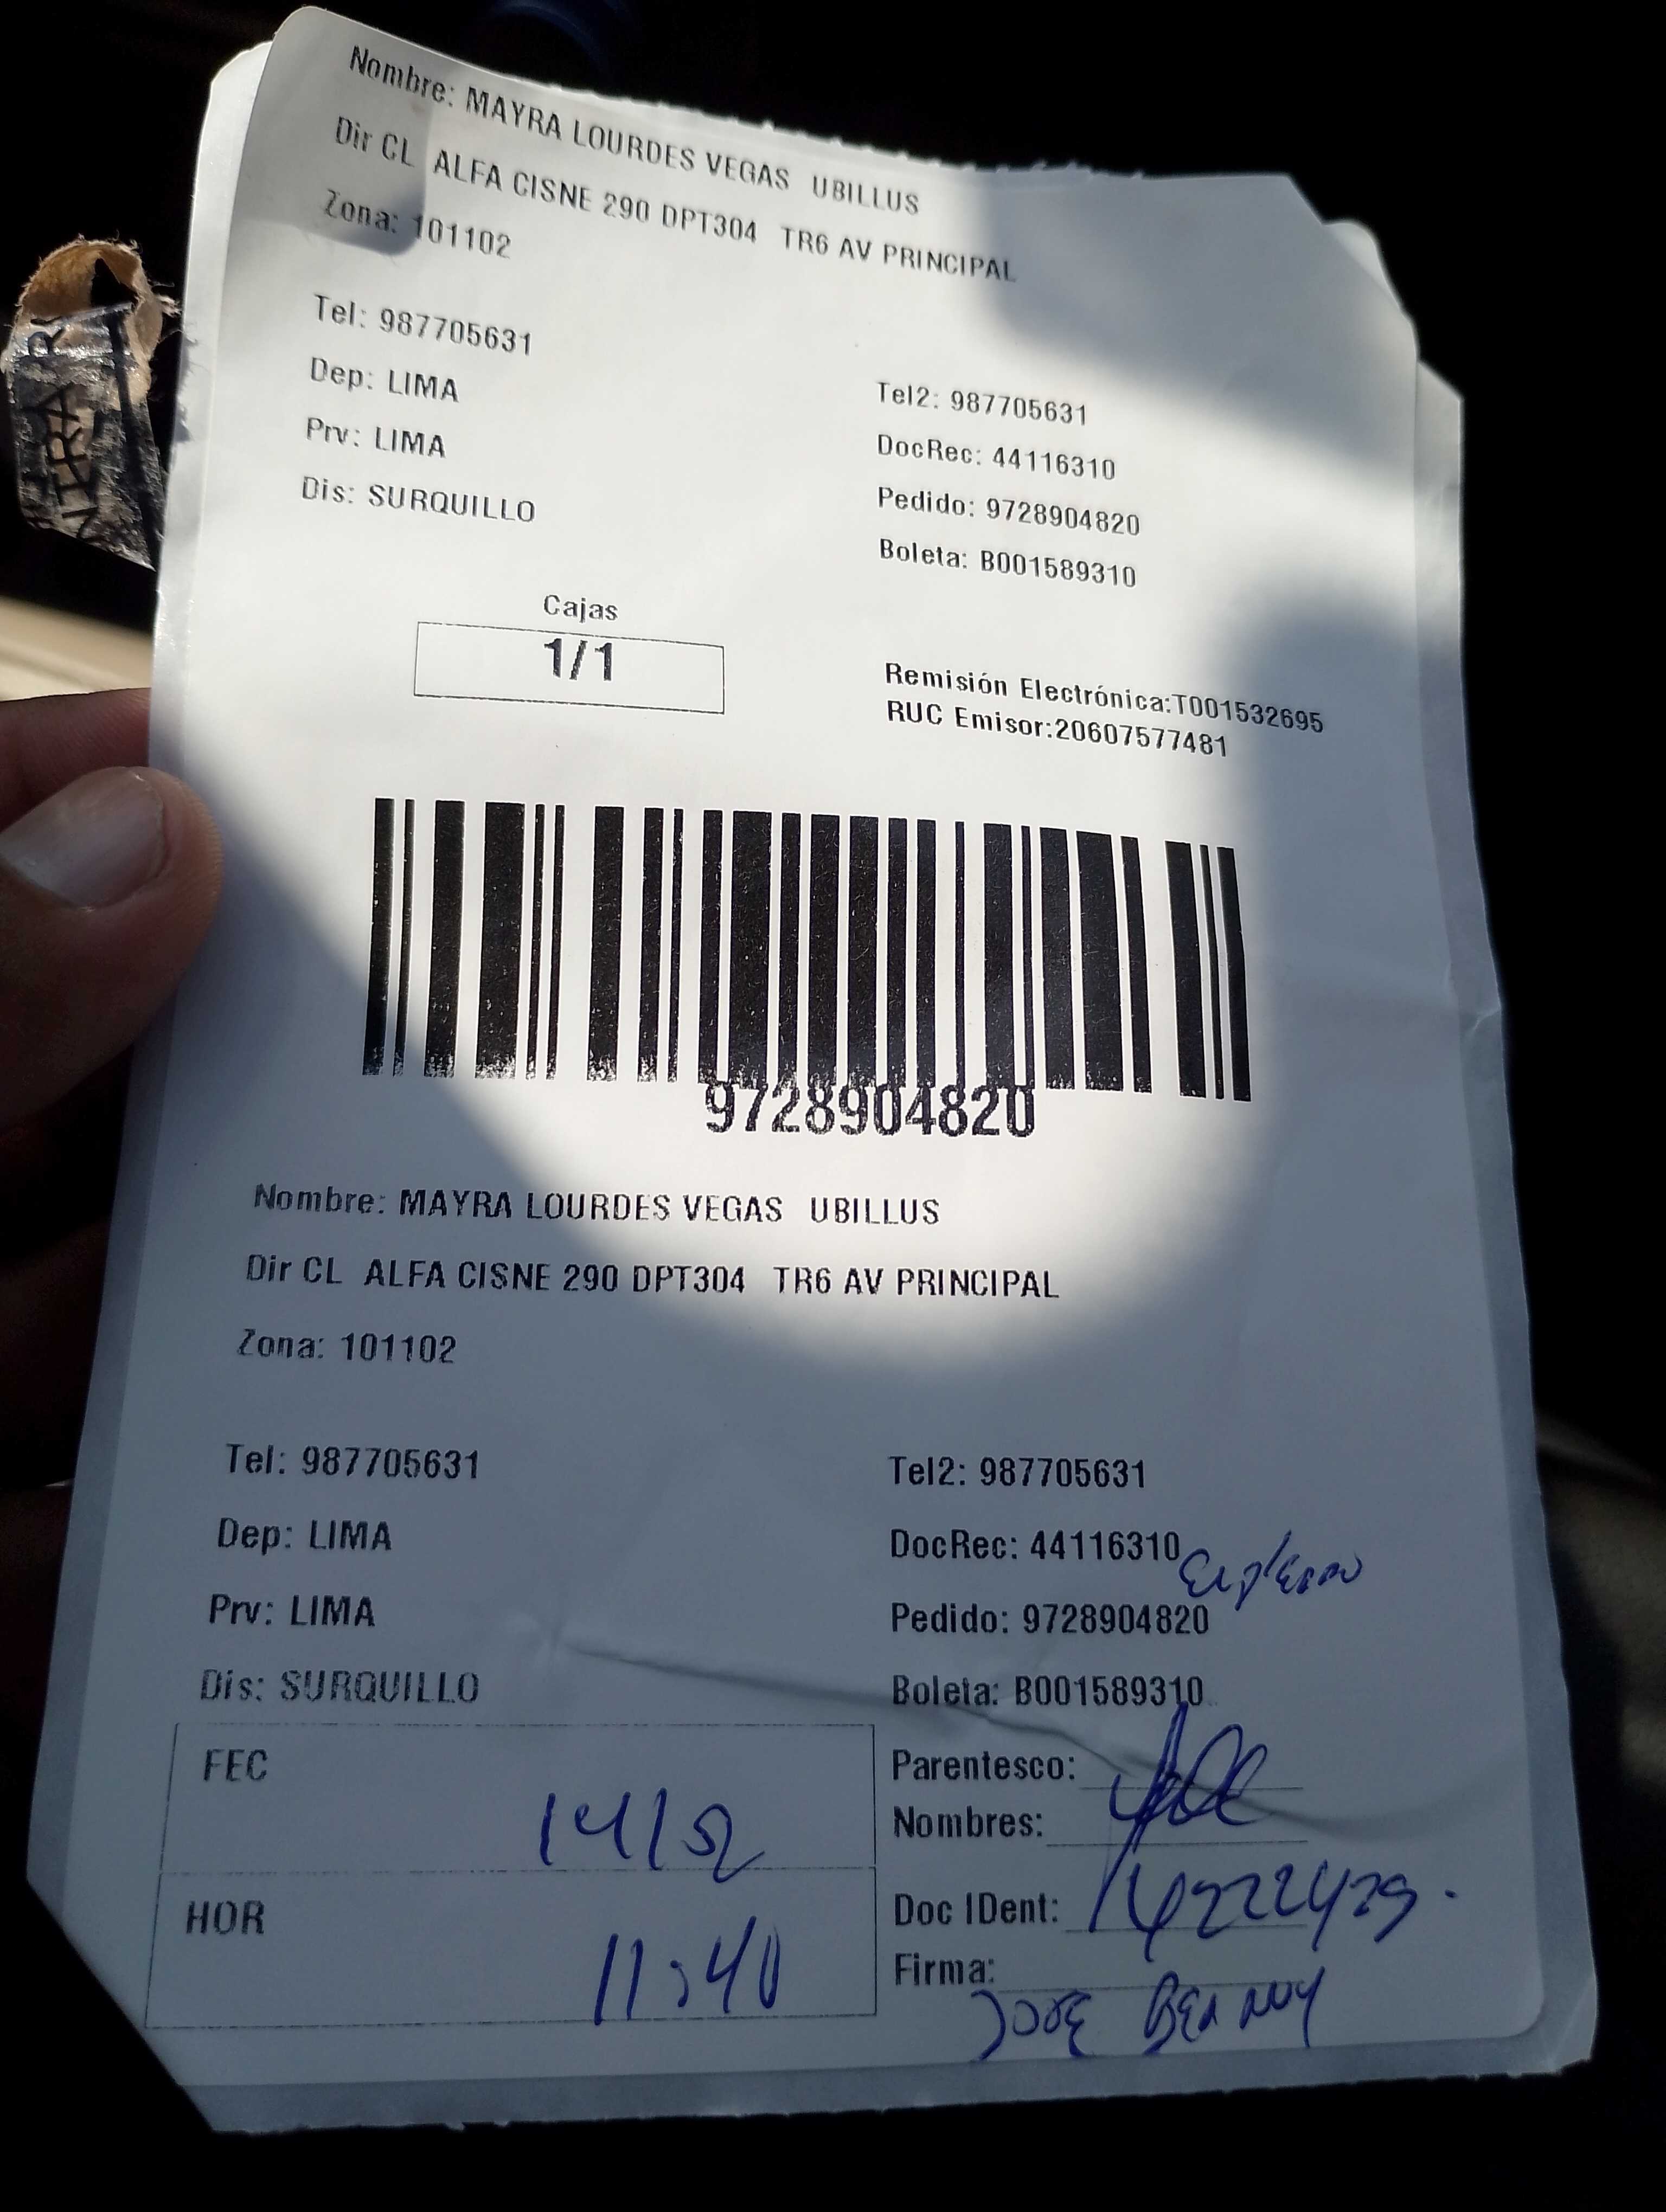 Nombre: MAYRA LOURDES VEGAS UBILLUS
Dir CL ALFA CISNE 290 DPT304 TR6 AV PRINCIPAL
Zona: 101102
Tel: 987705631
Dep: LIMA
Prv: LIMA
Dis: SURQUILLO
Tel2: 987705631
DocRec: 44116310
Pedido: 9728904820
Boleta: B001589310
Cajas
1/1
Remisión Electrónica:T001532695
RUC Emisor:20607577481
9728904820
Nombre: MAYRA LOURDES VEGAS UBILLUS
Dir CL ALFA CISNE 290 DPT304 TR6 AV PRINCIPAL
Zona: 101102
Tel: 987705631
Dep: LIMA
Prv: LIMA
Dis: SURQUILLO
Tel2: 987705631
DocRec: 44116310
Pedido: 9728904820
Boleta: B001589310
FEC
HOR 11:40
Parentesco:
Nombres:
Doc IDent:
Firma:
JOSE